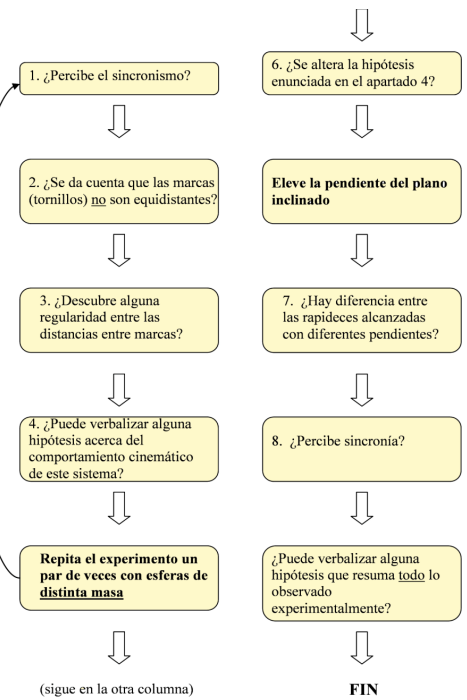 1. ¿Percibe el sincronismo?
2. ¿Se da cuenta que las marcas
(tornillos) no son equidistantes?
3. ¿Descubre alguna
regularidad entre las
distancias entre marcas?
4. ¿Puede verbalizar alguna
hipótesis acerca del
comportamiento cinemático
de este sistema?
Repita el experimento un
par de veces con esferas de
distinta masa
(sigue en la otra columna)
6. ¿Se altera la hipótesis
enunciada en el apartado 4?
Eleve la pendiente del plano
inclinado
7. ¿Hay diferencia entre
las rapideces alcanzadas
con diferentes pendientes?
8. ¿Percibe sincronía?
¿Puede verbalizar alguna
hipótesis que resuma todo lo
observado
experimentalmente?
FIN